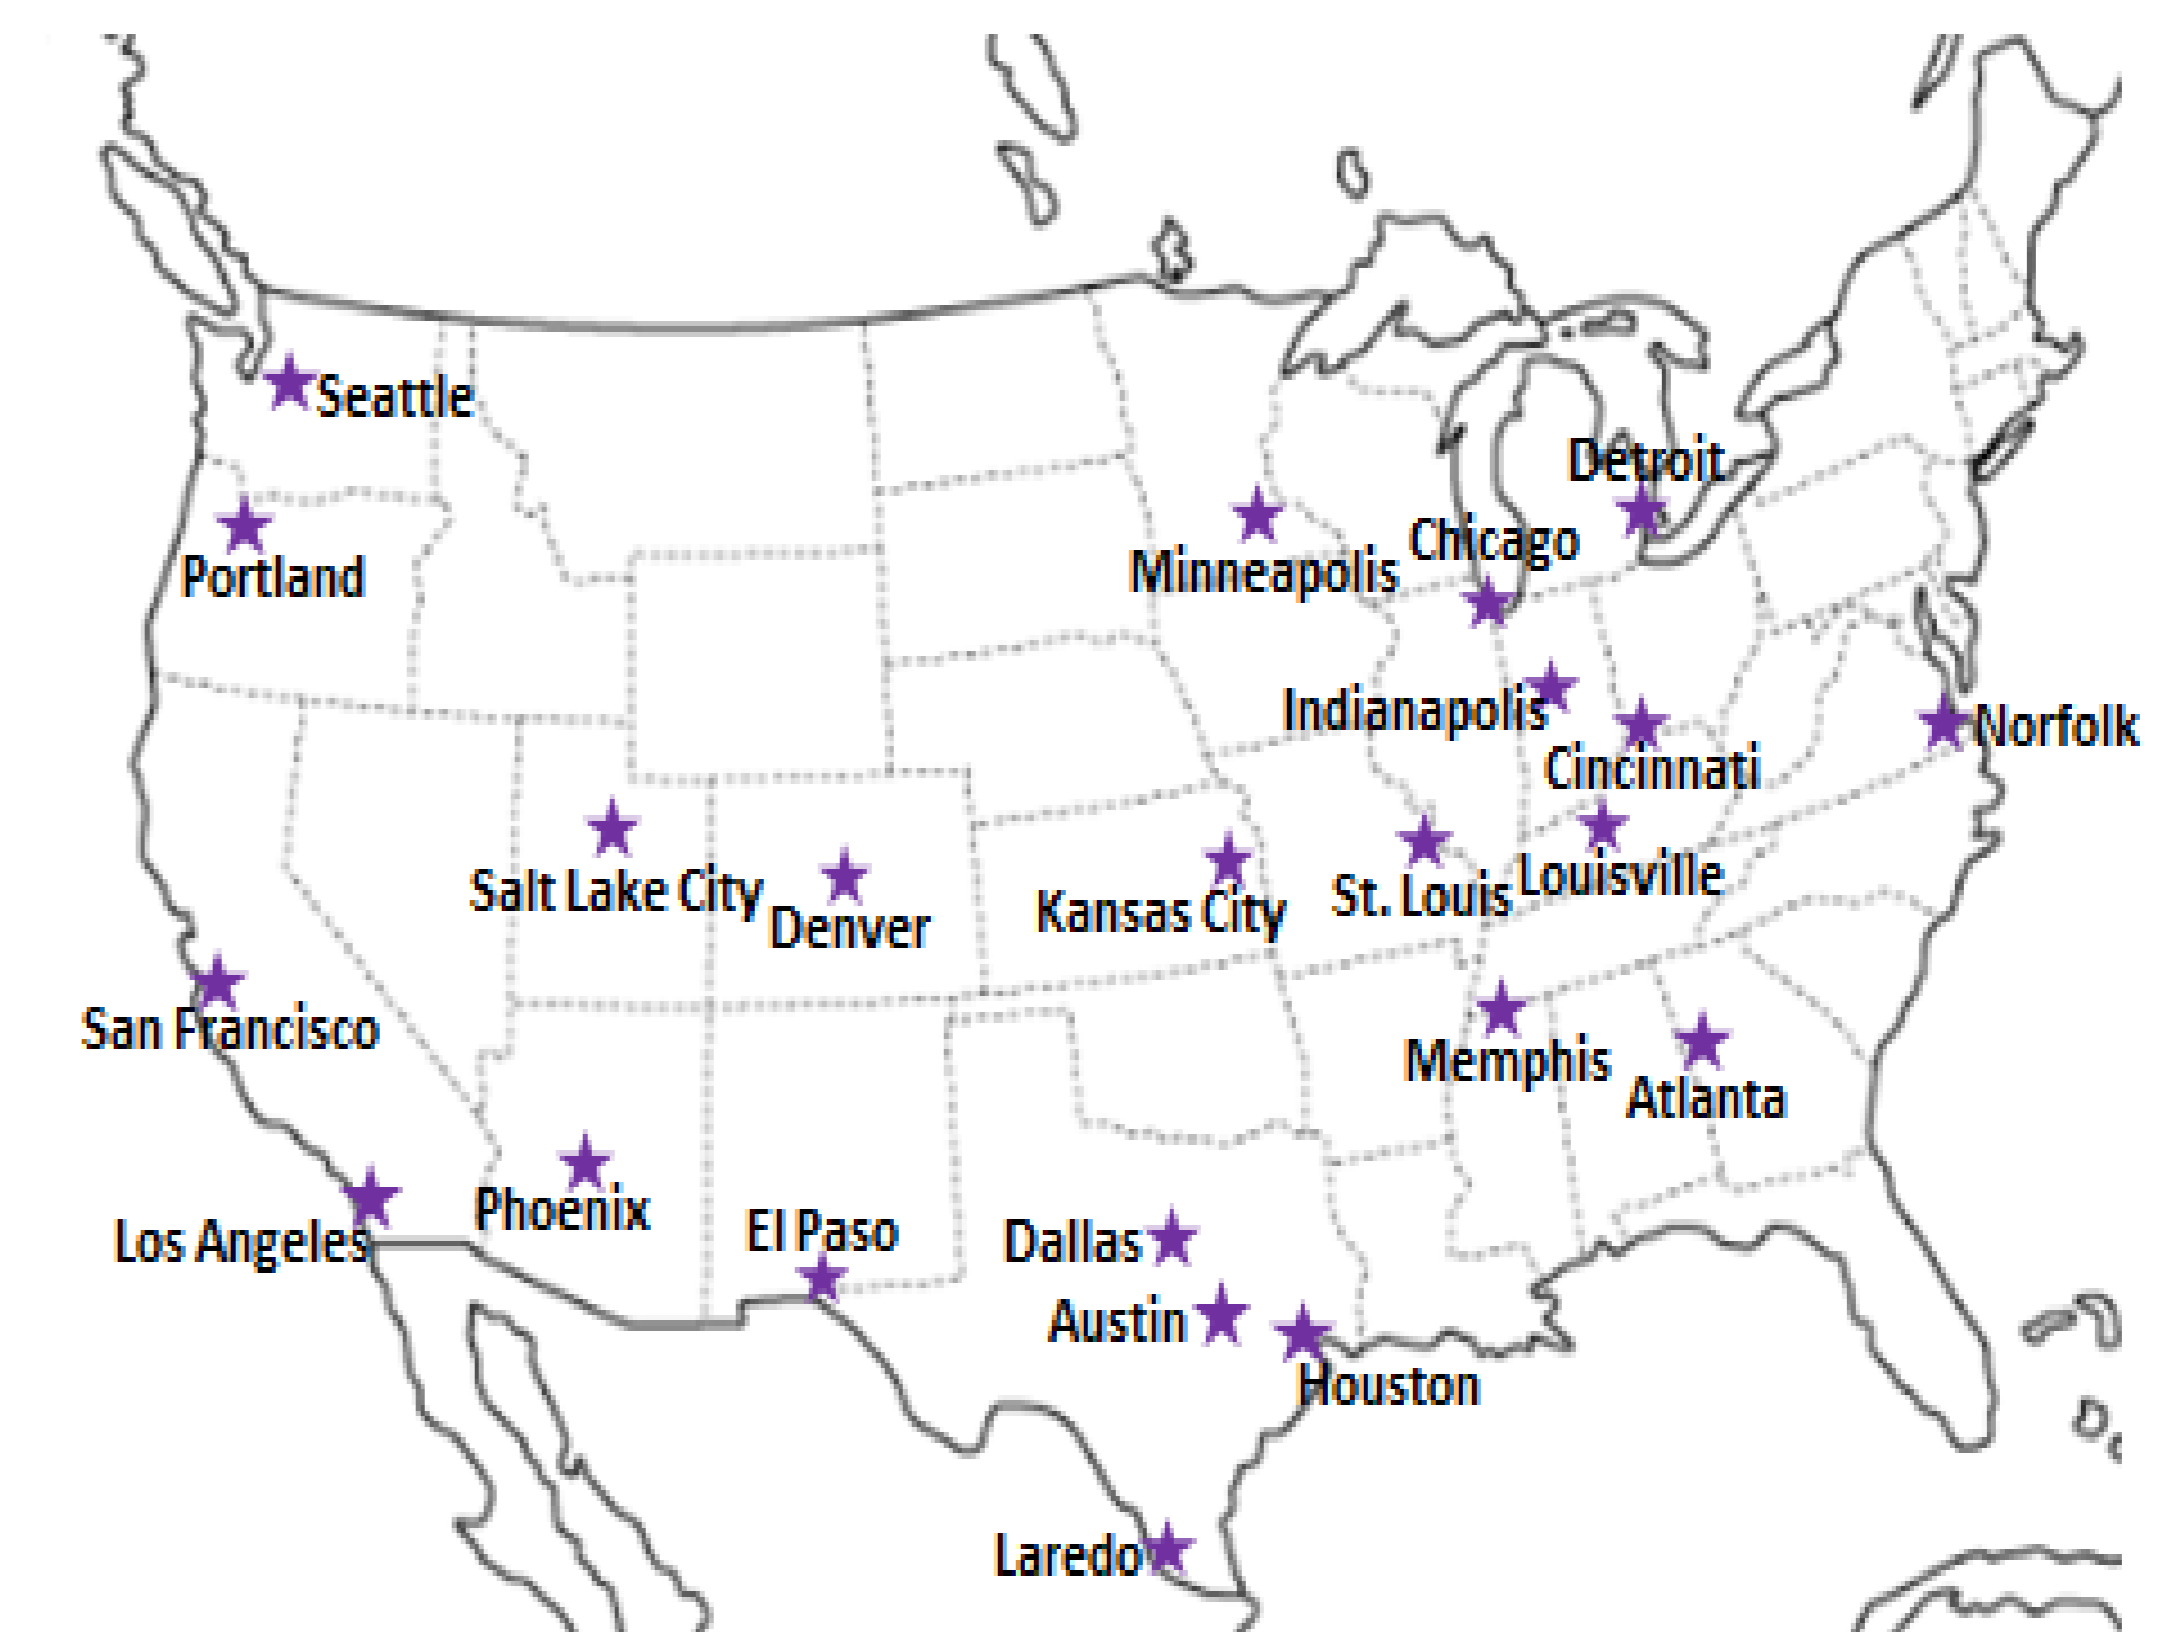 Seattle
Detroit
Chicago
Portland
Minneapolis
Indianapolis
Norfolk
Cincinnati
Louisville
Salt Lake City
St. Louis
Kansas City
Denver
San Francisco
Memphis
Atlanta
Phoenix
El Paso
Los Angeles
Dallas
Austin
Houston
Laredo